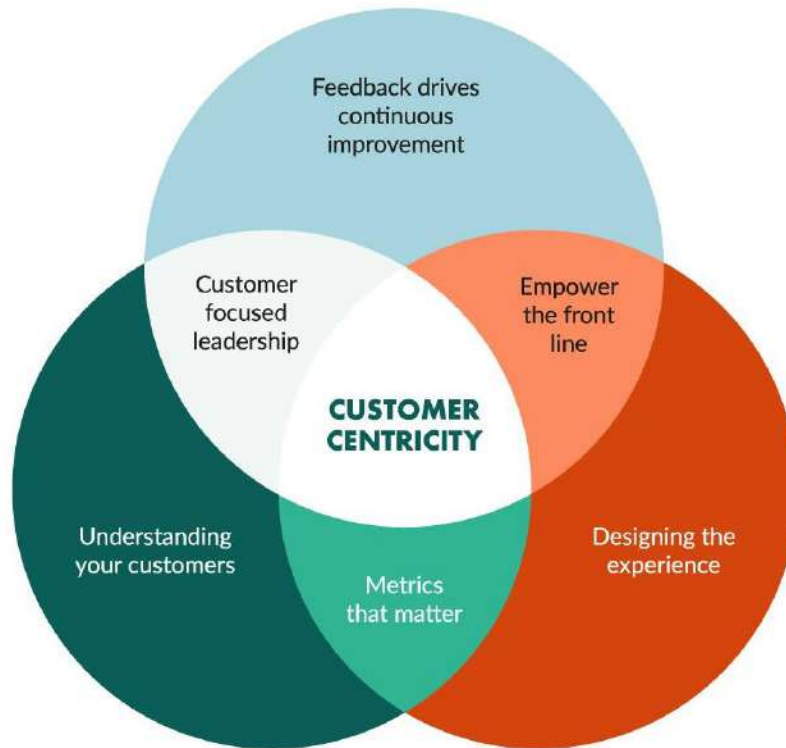 Feedback drives
continuous
improvement
Customer
focused
leadership
Empower
the front
line
CUSTOMER
CENTRICITY
Understanding
your customers
Designing the
experience
Metrics
that matter